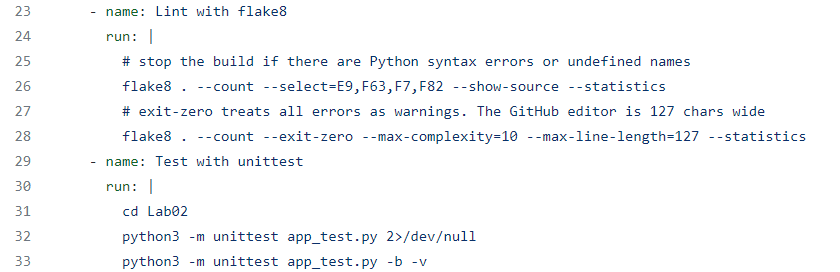 23 - name: Lint with flake8
24 run: |
25 # stop the build if there are Python syntax errors or undefined names
26 flake8 . --count --select=E9,F63,F7,F82 --show-source --statistics
27 # exit-zero treats all errors as warnings. The GitHub editor is 127 chars wide
28 flake8 . --count --exit-zero --max-complexity=10 --max-line-length=127 --statistics
29 - name: Test with unittest
30 run: |
31 cd Lab02
32 python3 -m unittest app_test.py 2>/dev/null
33 python3 -m unittest app_test.py -b -v